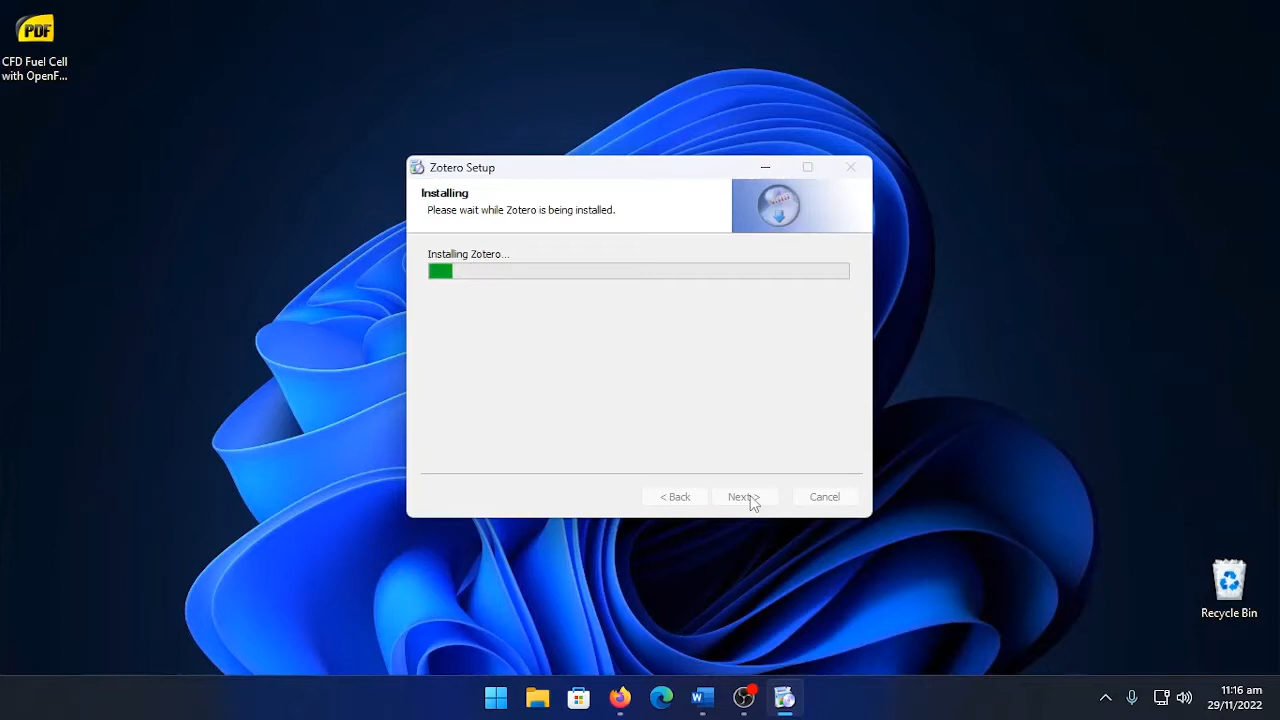 PDF
CFD Fuel Cell
with OpenF...
Zotero Setup
Installing
Please wait while Zotero is being installed.
Installing Zotero...
< Back
Next >
Cancel
Recycle Bin
11:16 am
29/11/2022